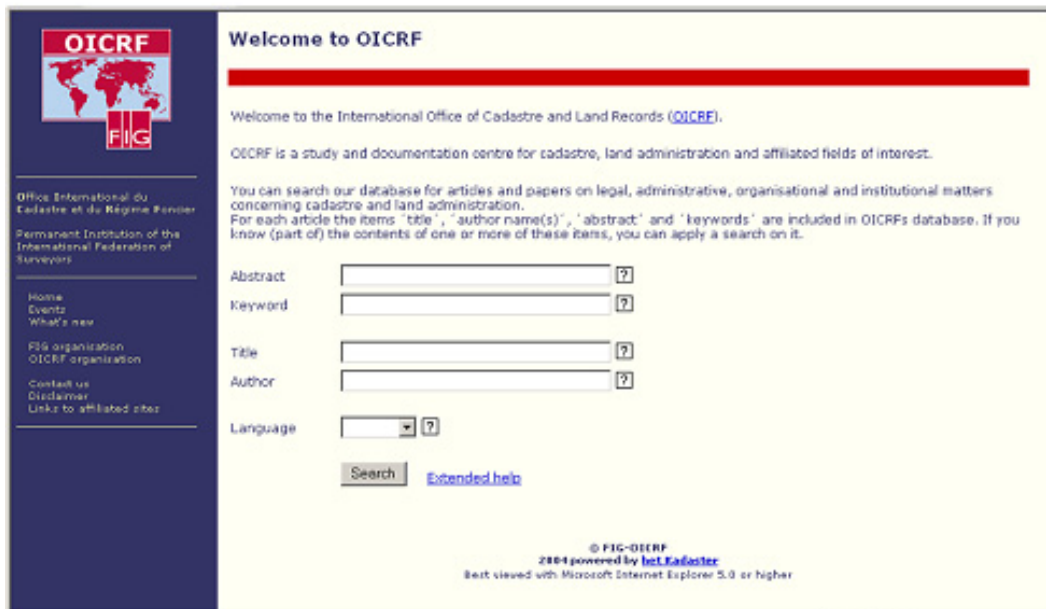 OICRF
FIG
Office International du
Cadastre et du Régime Foncier
Permanent Institution of the
International Federation of
Surveyors
Home
Events
What's new
FIG organisation
OICRF organisation
Contact us
Disclaimer
Links to affiliated sites
Welcome to OICRF
Welcome to the International Office of Cadastre and Land Records (OICRF).
OICRF is a study and documentation centre for cadastre, land administration and affiliated fields of interest.
You can search our database for articles and papers on legal, administrative, organisational and institutional matters
concerning cadastre and land administration.
For each article the items ´title´, ´author name(s)´, ´abstract´ and ´keywords´ are included in OICRFs database. If you
know (part of) the contents of one or more of these items, you can apply a search on it.
Abstract ?
Keyword ?
Title ?
Author ?
Language ?
Search Extended help
© FIG-OICRF
2004 powered by het Kadaster
Best viewed with Microsoft Internet Explorer 5.0 or higher